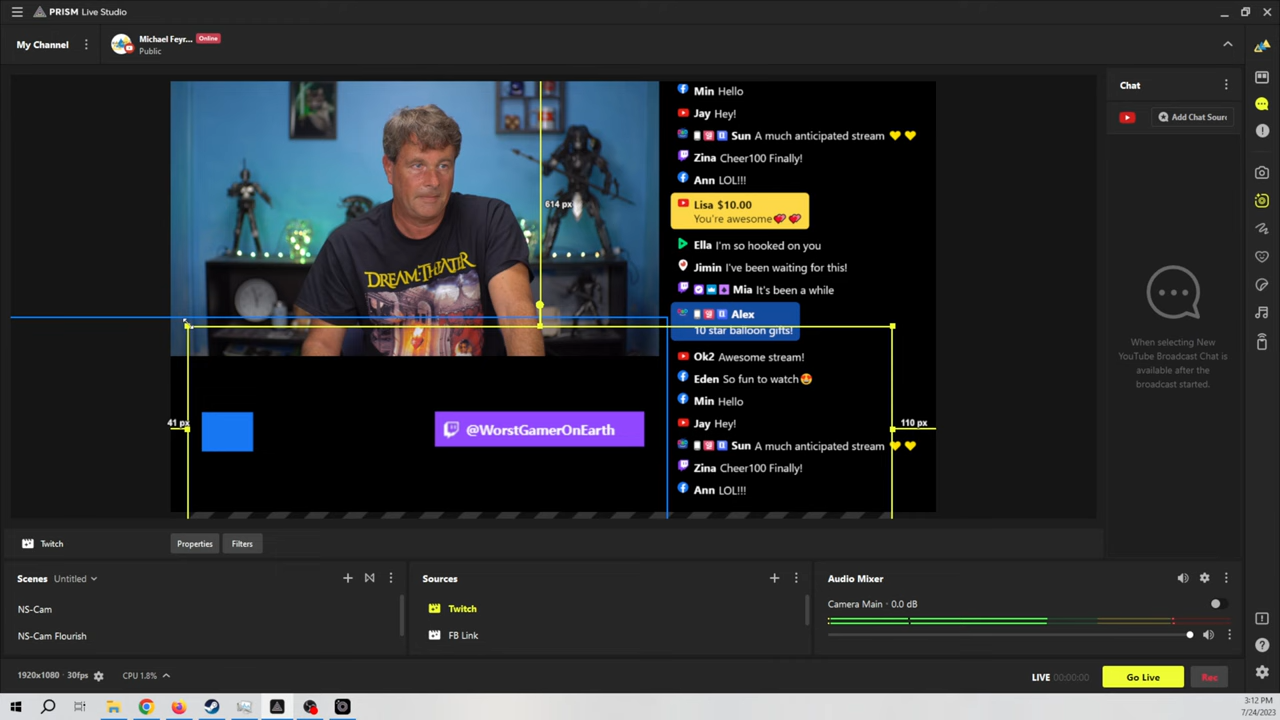 PRISM Live Studio
My Channel
Michael Feyr...
Online
Public
Chat
Add Chat Sourc
Min Hello
Jay Hey!
Sun A much anticipated stream
Zina Cheer100 Finally!
Ann LOL!!!
Lisa $10.00
You're awesome
Ella I'm so hooked on you
Jimin I've been waiting for this!
Mia It's been a while
Alex
10 star balloon gifts!
Ok2 Awesome stream!
Eden So fun to watch
Min Hello
Jay Hey!
Sun A much anticipated stream
Zina Cheer100 Finally!
Ann LOL!!!
614 px
DREAM THEATER
41 px
@WorstGamerOnEarth
110 px
When selecting New
YouTube Broadcast Chat is
available after the
broadcast started.
Twitch
Properties
Filters
Scenes Untitled
NS-Cam
NS-Cam Flourish
Sources
Twitch
FB Link
Audio Mixer
Camera Main · 0.0 dB
1920x1080 · 30fps
CPU 1.8%
LIVE 00:00:00
Go Live
Rec
3:12 PM
7/24/2023